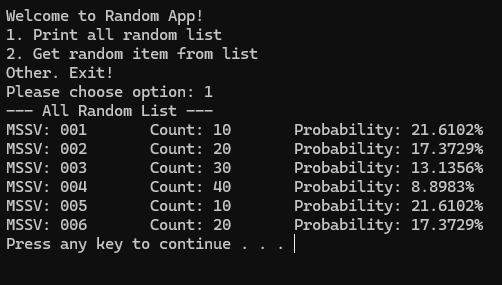 Welcome to Random App!
1. Print all random list
2. Get random item from list
Other. Exit!
Please choose option: 1
--- All Random List ---
MSSV: 001 Count: 10 Probability: 21.6102%
MSSV: 002 Count: 20 Probability: 17.3729%
MSSV: 003 Count: 30 Probability: 13.1356%
MSSV: 004 Count: 40 Probability: 8.8983%
MSSV: 005 Count: 10 Probability: 21.6102%
MSSV: 006 Count: 20 Probability: 17.3729%
Press any key to continue . . .